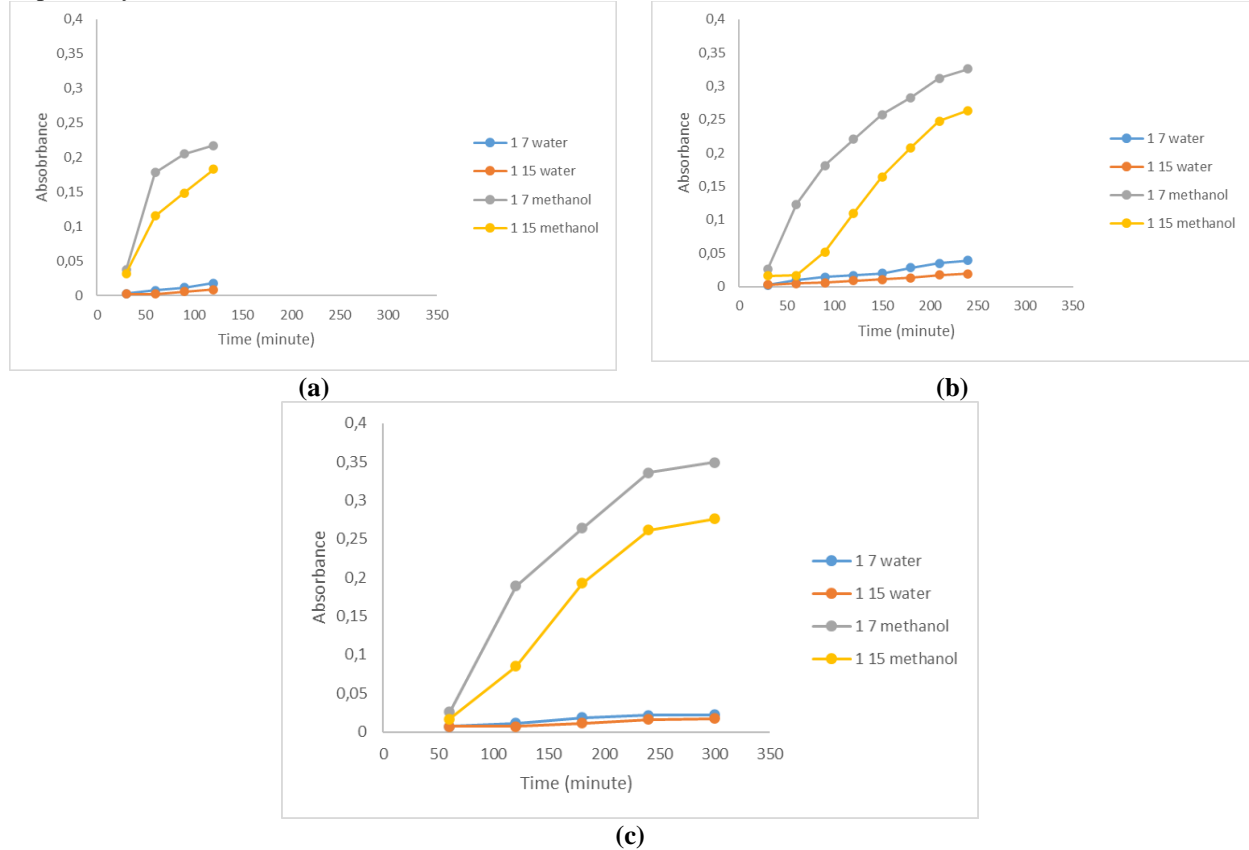 0,4
0,35
0,3
0,25
0,2
0,15
0,1
0,05
0
Absobrbance
0 50 100 150 200 250 300 350
Time (minute)
1 7 water
1 15 water
1 7 methanol
1 15 methanol
(a)
0,4
0,35
0,3
0,25
0,2
0,15
0,1
0,05
0
Absorbance
0 50 100 150 200 250 300 350
Time (minute)
1 7 water
1 15 water
1 7 methanol
1 15 methanol
(b)
0,4
0,35
0,3
0,25
0,2
0,15
0,1
0,05
0
Absorbance
0 50 100 150 200 250 300 350
Time (minute)
1 7 water
1 15 water
1 7 methanol
1 15 methanol
(c)